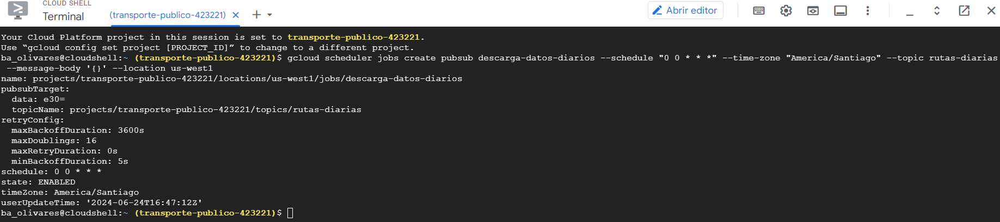 CLOUD SHELL
Terminal
(transporte-publico-423221)
Abrir editor
Your Cloud Platform project in this session is set to transporte-publico-423221.
Use “gcloud config set project [PROJECT_ID]” to change to a different project.
ba_olivares@cloudshell:~ (transporte-publico-423221)$ gcloud scheduler jobs create pubsub descarga-datos-diarios --schedule "0 0 * * *" --time-zone "America/Santiago" --topic rutas-diarias
--message-body '{}' --location us-west1
name: projects/transporte-publico-423221/locations/us-west1/jobs/descarga-datos-diarios
pubsubTarget:
  data: e30=
  topicName: projects/transporte-publico-423221/topics/rutas-diarias
retryConfig:
  maxBackoffDuration: 3600s
  maxDoublings: 16
  maxRetryDuration: 0s
  minBackoffDuration: 5s
schedule: 0 0 * * *
state: ENABLED
timeZone: America/Santiago
userUpdateTime: '2024-06-24T16:47:12Z'
ba_olivares@cloudshell:~ (transporte-publico-423221)$